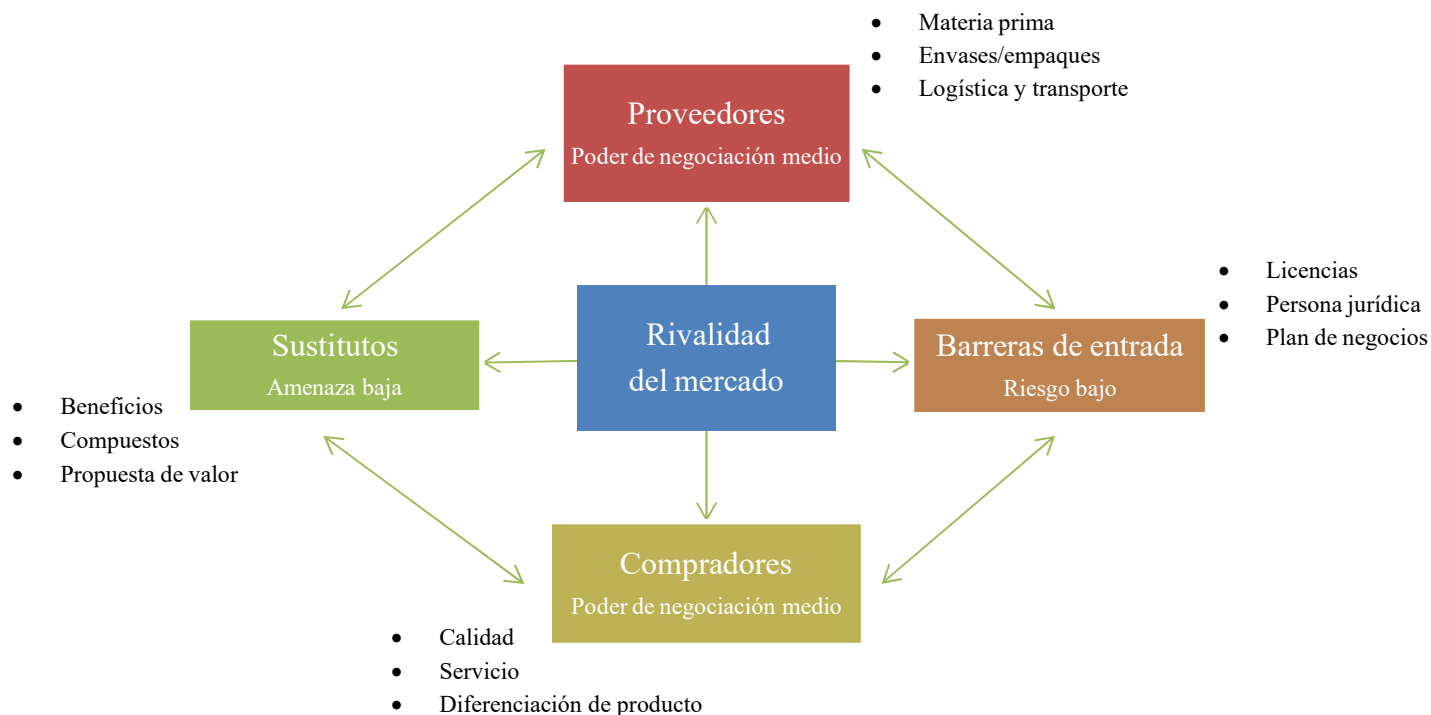 • Materia prima
• Envases/empaques
• Logística y transporte
Proveedores
Poder de negociación medio
• Licencias
• Persona jurídica
• Plan de negocios
Sustitutos
Amenaza baja
Rivalidad
del mercado
Barreras de entrada
Riesgo bajo
• Beneficios
• Compuestos
• Propuesta de valor
Compradores
Poder de negociación medio
• Calidad
• Servicio
• Diferenciación de producto